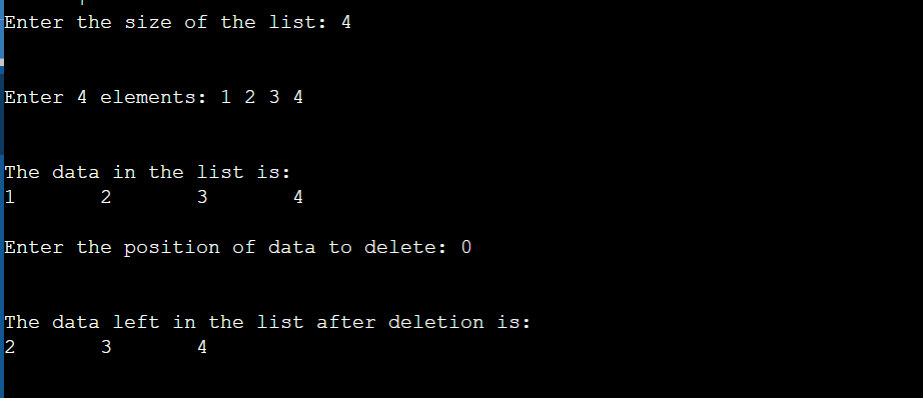 Enter the size of the list: 4
Enter 4 elements: 1 2 3 4
The data in the list is:
1 2 3 4
Enter the position of data to delete: 0
The data left in the list after deletion is:
2 3 4